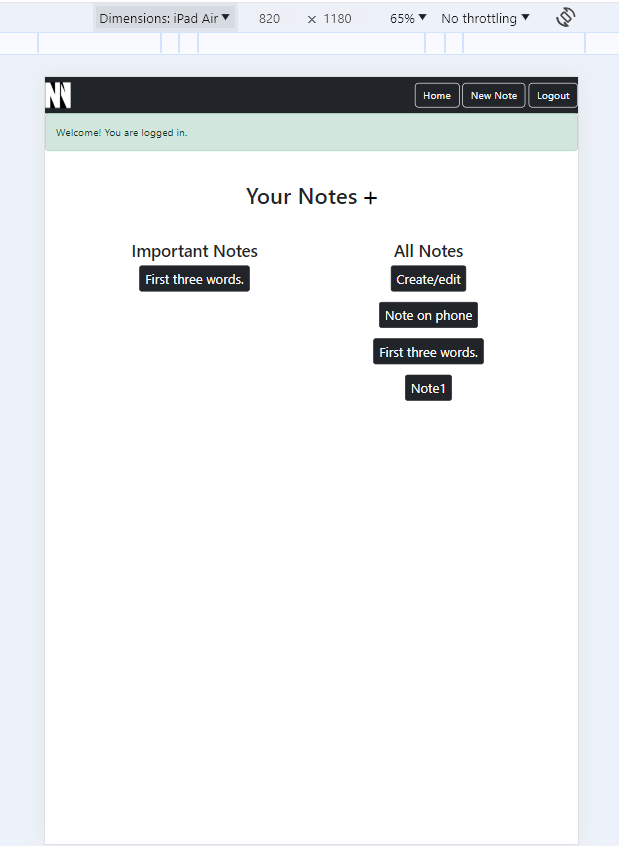 Dimensions: iPad Air ▼ 820 × 1180 65% ▼ No throttling ▼
NN Home New Note Logout
Welcome! You are logged in.
Your Notes +
Important Notes
First three words.
All Notes
Create/edit
Note on phone
First three words.
Note1